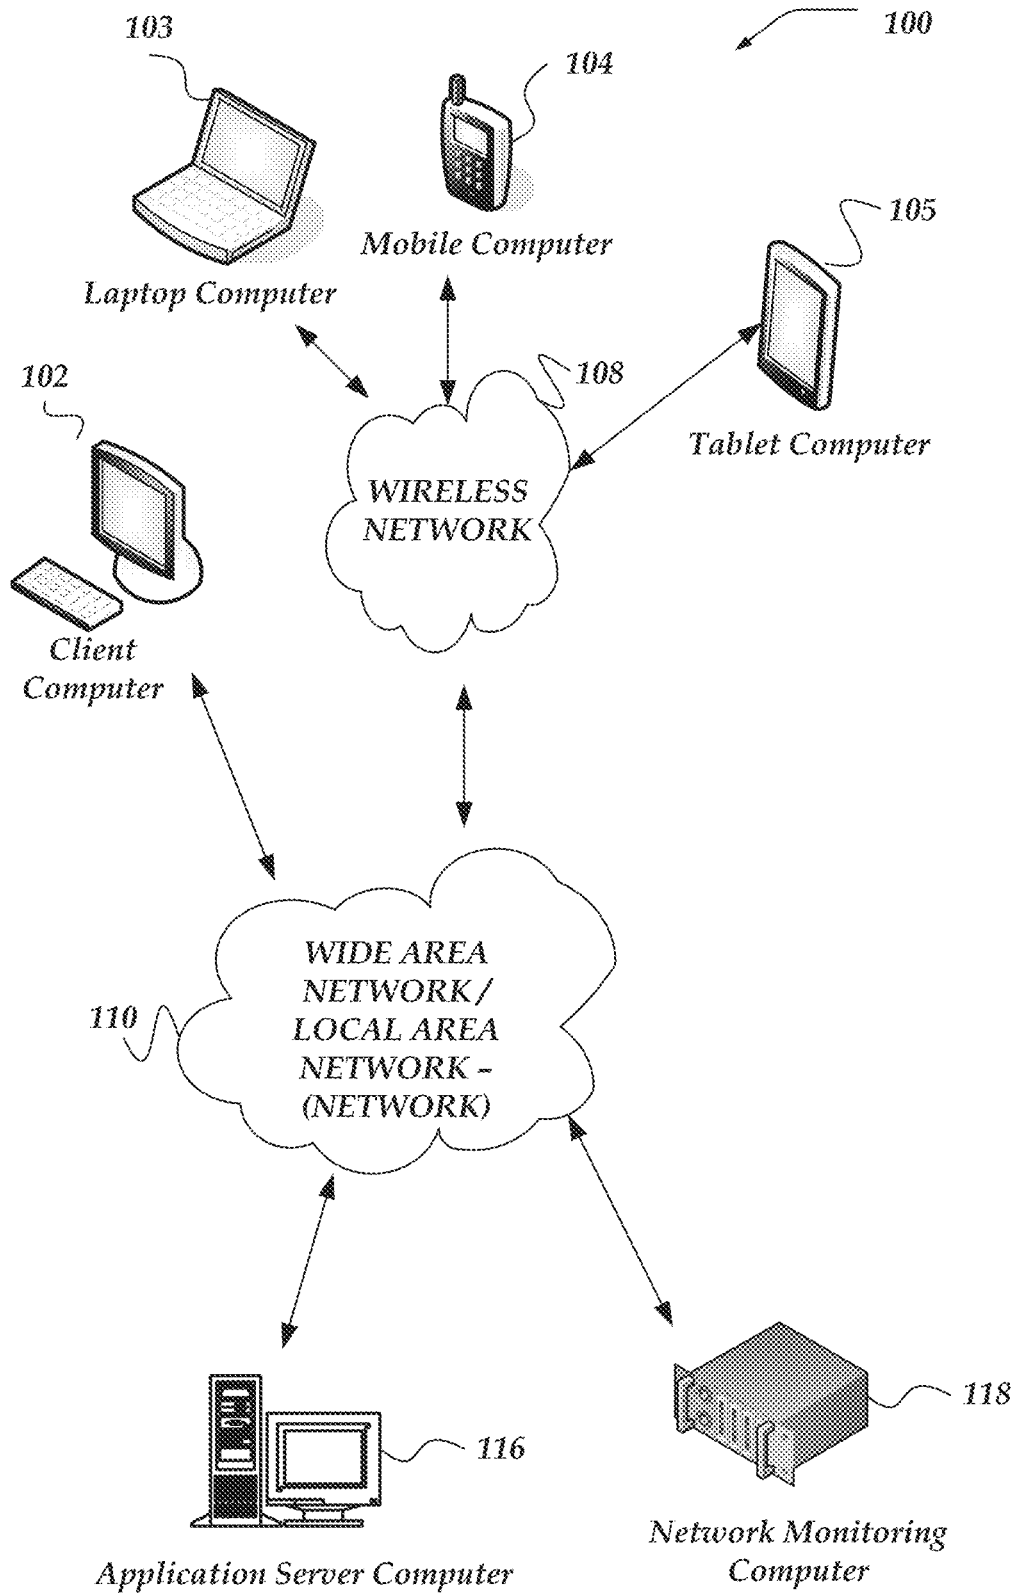 100
103
104
105
Mobile Computer
Laptop Computer
108
102
Tablet Computer
WIRELESS
NETWORK
Client
Computer
WIDE AREA
NETWORK /
LOCAL AREA
NETWORK –
(NETWORK)
110
118
116
Network Monitoring
Computer
Application Server Computer